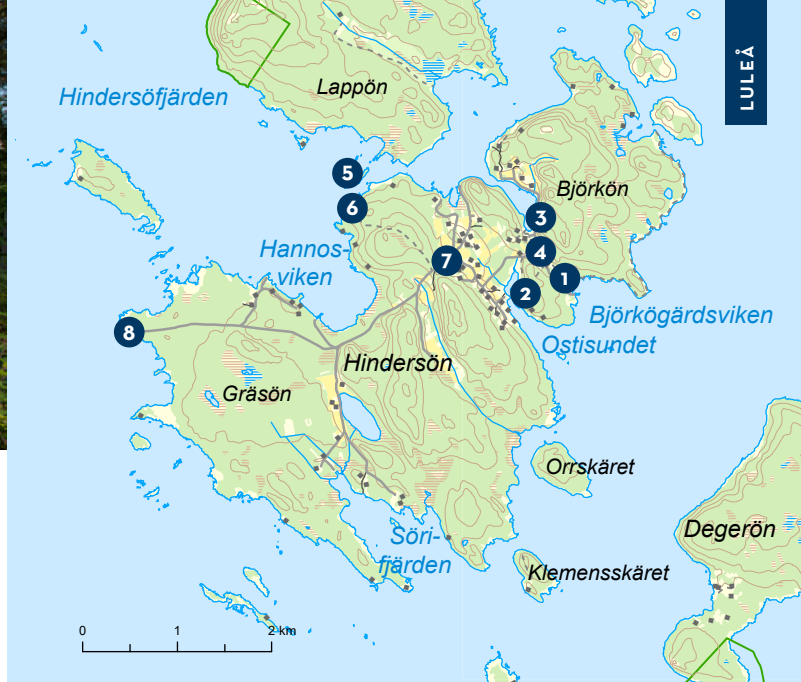 LULEÅ
Lappön
Hindersöfjärden
5
Björkön
6
3
Hannos-
viken
7
4
1
2
Björkögärdsviken
8
Ostisundet
Hindersön
Gräsön
Orrskäret
Degerön
Söri-
fjärden
Klemensskäret
0 1 2 km